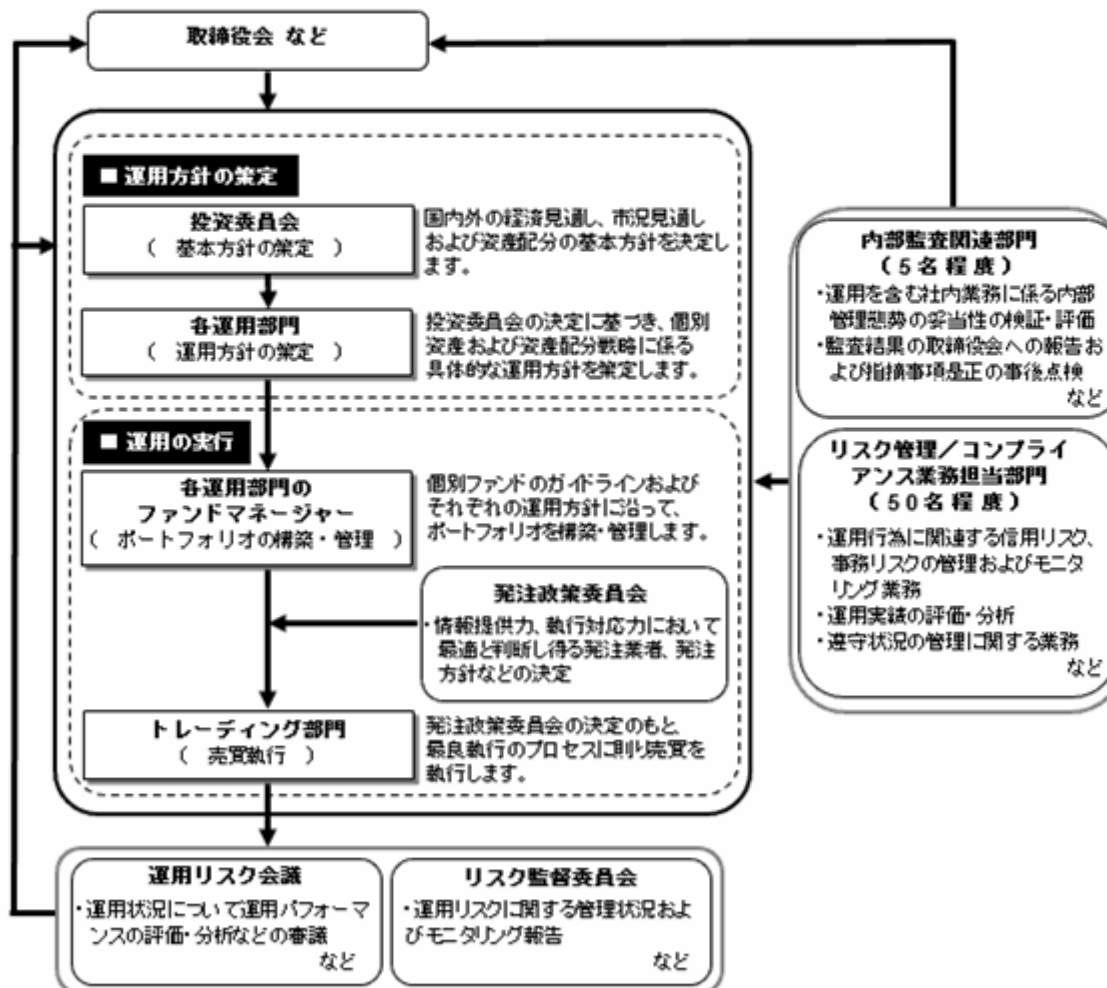 取締役会 など
■ 運用方針の策定
投資委員会
( 基本方針の策定 )
国内外の経済見通し、市況見通し
および資産配分の基本方針を決定し
ます。
各運用部門
( 運用方針の策定 )
投資委員会の決定に基づき、個別
資産および資産配分戦略に係る
具体的な運用方針を策定します。
■ 運用の実行
各運用部門の
ファンドマネージャー
( ポートフォリオの構築・管理 )
個別ファンドのガイドラインおよび
それぞれの運用方針に沿って、
ポートフォリオを構築・管理します。
発注政策委員会
・情報提供力、執行対応力において
最適と判断し得る発注業者、発注
方針などの決定
トレーディング部門
( 売買執行 )
発注政策委員会の決定のもと、
最良執行のプロセスに則り売買を
執行します。
運用リスク会議
・運用状況について運用パフォーマ
ンスの評価・分析などの審議
など
リスク監督委員会
・運用リスクに関する管理状況およ
びモニタリング報告
など
内部監査関連部門
(5名程度)
・運用を含む社内業務に係る内部
管理態勢の妥当性の検証・評価
・監査結果の取締役会への報告お
よび指摘事項是正の事後点検
など
リスク管理/コンプライ
アンス業務担当部門
(50名程度)
・運用行為に関連する信用リスク、
事務リスクの管理およびモニタ
リング業務
・運用実績の評価・分析
・遵守状況の管理に関する業務
など